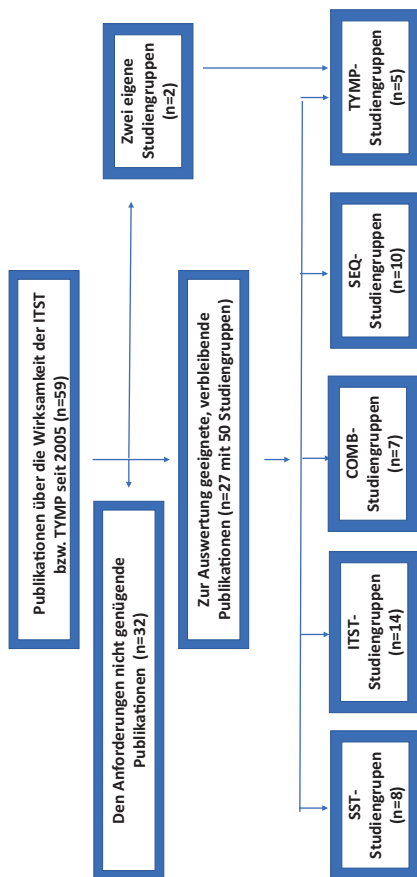 Publikationen über die Wirksamkeit der ITST
bzw. TYMP seit 2005 (n=59)
Den Anforderungen nicht genügende
Publikationen (n=32)
Zwei eigene
Studiengruppen
(n=2)
Zur Auswertung geeignete, verbleibende
Publikationen (n=27 mit 50 Studiengruppen)
SST-
Studiengrupen
(n=8)
ITST-
Studiengruppen
(n=14)
COMB-
Studiengruppen
(n=7)
SEQ-
Studiengruppen
(n=10)
TYMP-
Studiengruppen
(n=5)